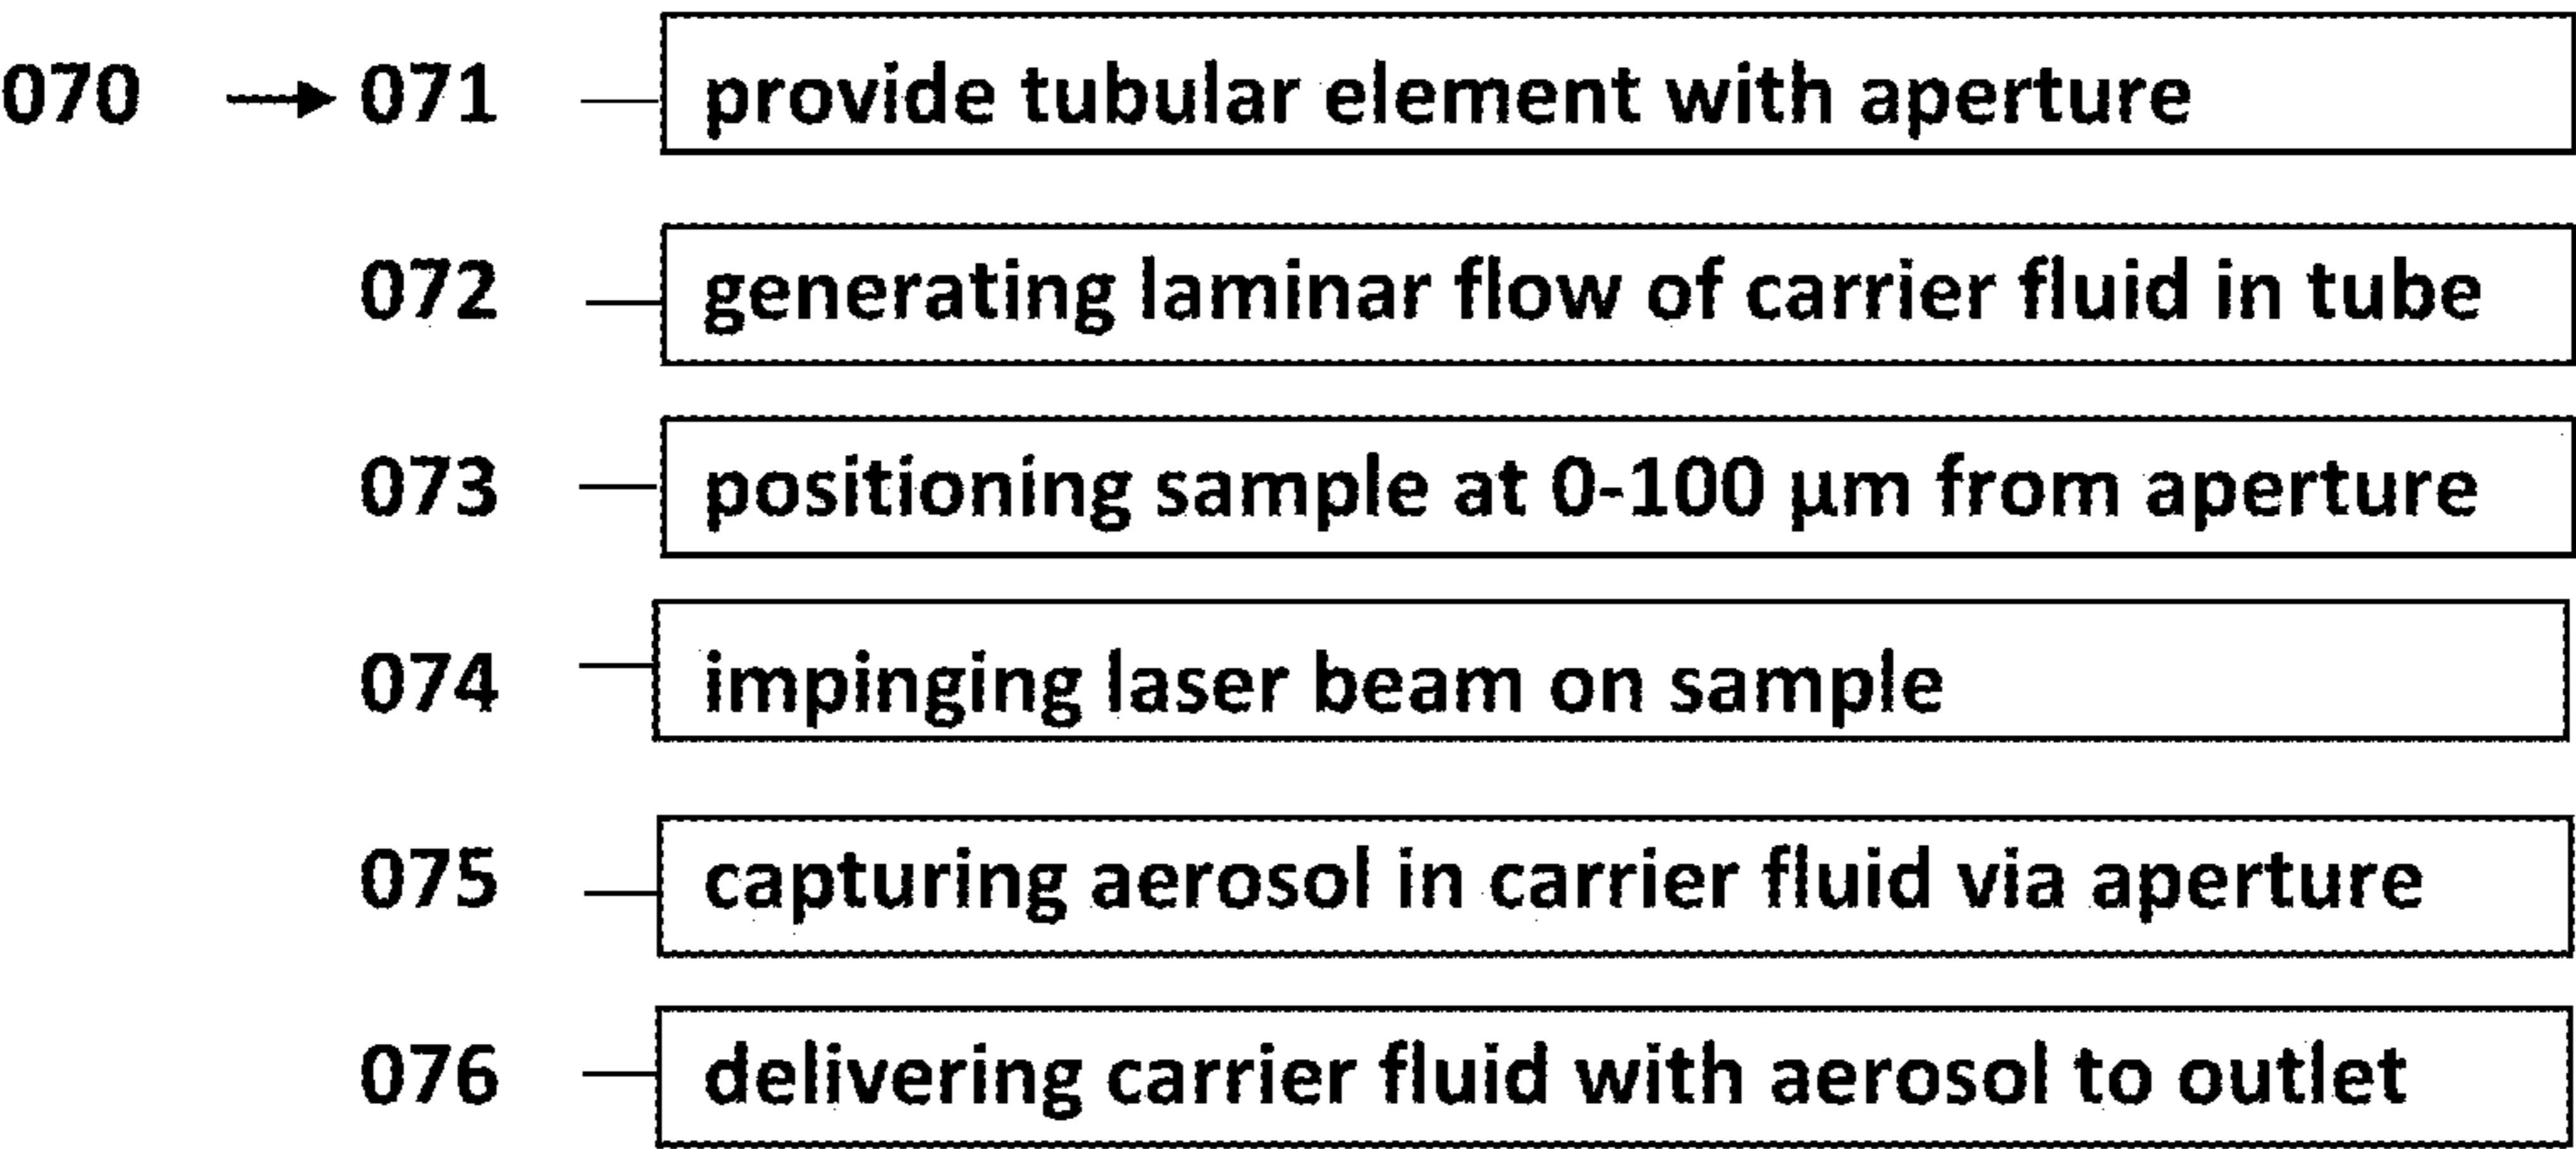 070 → 071 provide tubular element with aperture
072 generating laminar flow of carrier fluid in tube
073 positioning sample at 0-100 µm from aperture
074 impinging laser beam on sample
075 capturing aerosol in carrier fluid via aperture
076 delivering carrier fluid with aerosol to outlet